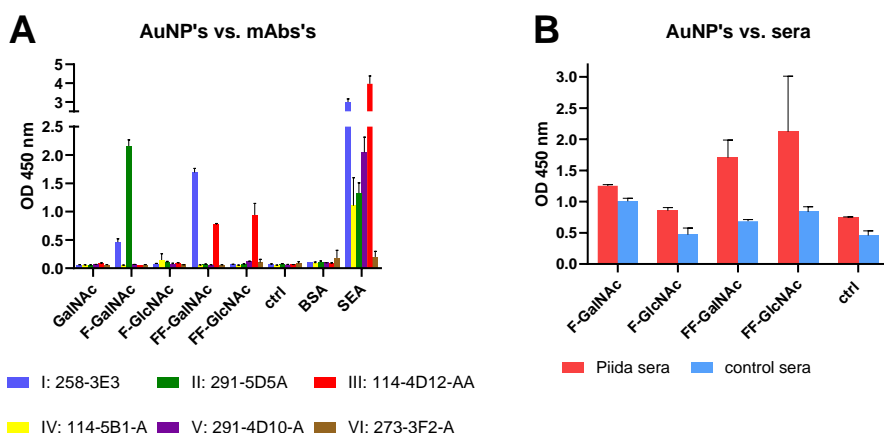 A
AuNP's vs. mAbs's
OD 450 nm
5
4
3
2.5
2.0
1.5
1.0
0.5
0.0
GalNAc
F-GalNAc
F-GlcNAc
FF-GalNAc
FF-GlcNAc
ctrl
BSA
SEA
I: 258-3E3
II: 291-5D5A
III: 114-4D12-AA
IV: 114-5B1-A
V: 291-4D10-A
VI: 273-3F2-A
B
AuNP's vs. sera
OD 450 nm
3.0
2.5
2.0
1.5
1.0
0.5
0.0
F-GalNAc
F-GlcNAc
FF-GalNAc
FF-GlcNAc
ctrl
Piida sera
control sera